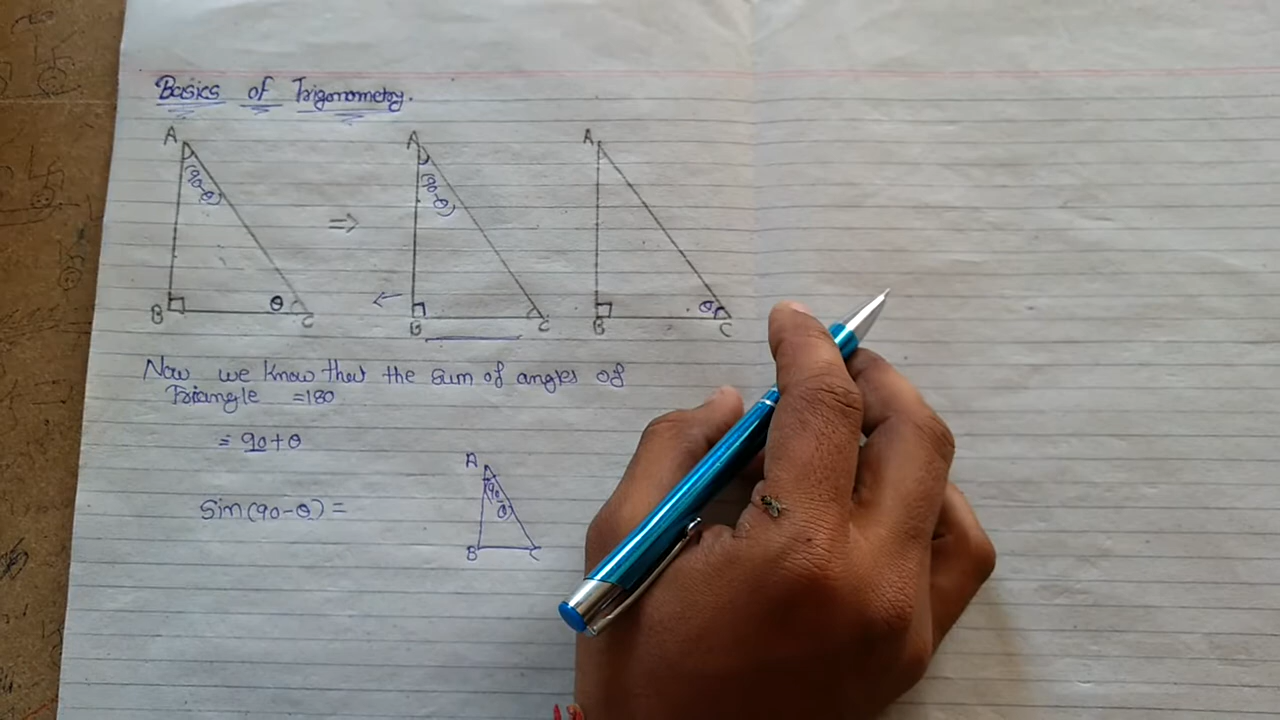 Basics of Trigonometry.
A A A
(90-θ) (90-θ)
⇒
B θ C ← B C B θ C
Now we know that the sum of angles of
Triangle =180
= 90+θ
A
Sin(90-θ) = 90-θ
B C